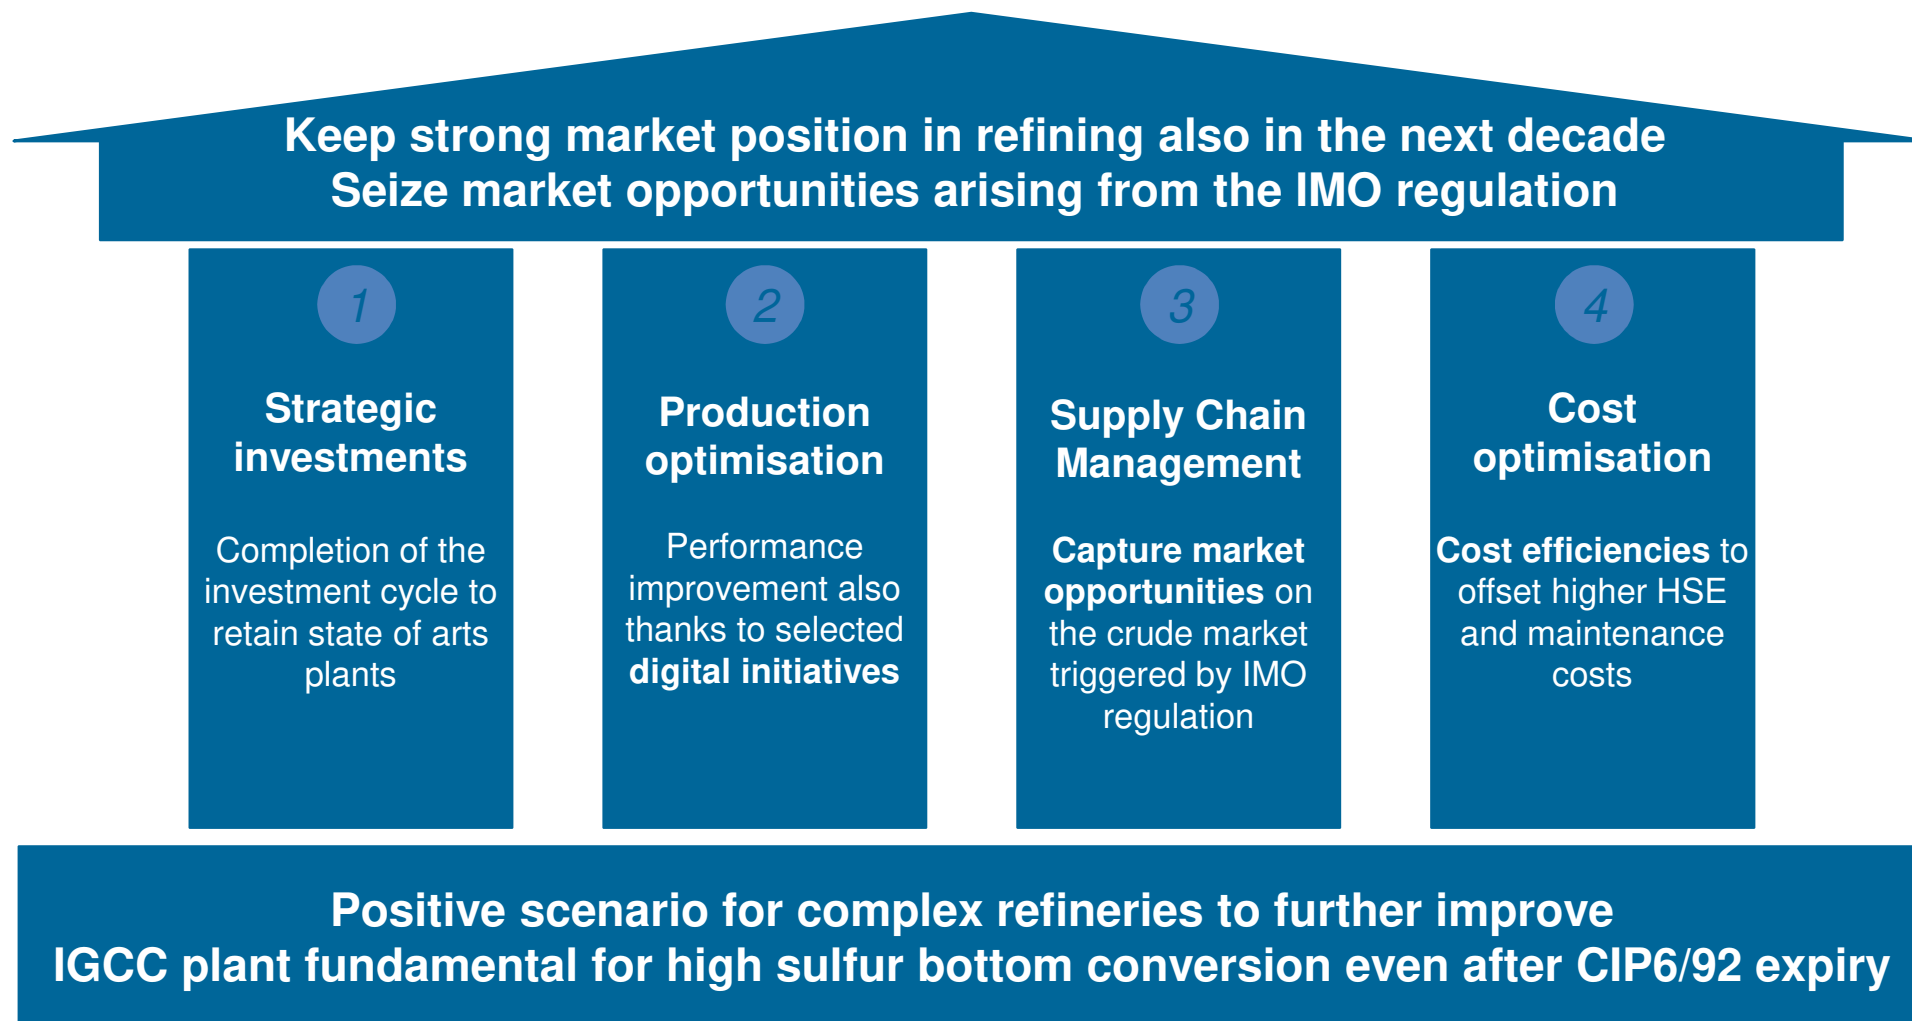 Keep strong market position in refining also in the next decade
Seize market opportunities arising from the IMO regulation
1
Strategic
investments
Completion of the
investment cycle to
retain state of arts
plants
2
Production
optimisation
Performance
improvement also
thanks to selected
digital initiatives
3
Supply Chain
Management
Capture market
opportunities on
the crude market
triggered by IMO
regulation
4
Cost
optimisation
Cost efficiencies to
offset higher HSE
and maintenance
costs
Positive scenario for complex refineries to further improve
IGCC plant fundamental for high sulfur bottom conversion even after CIP6/92 expiry